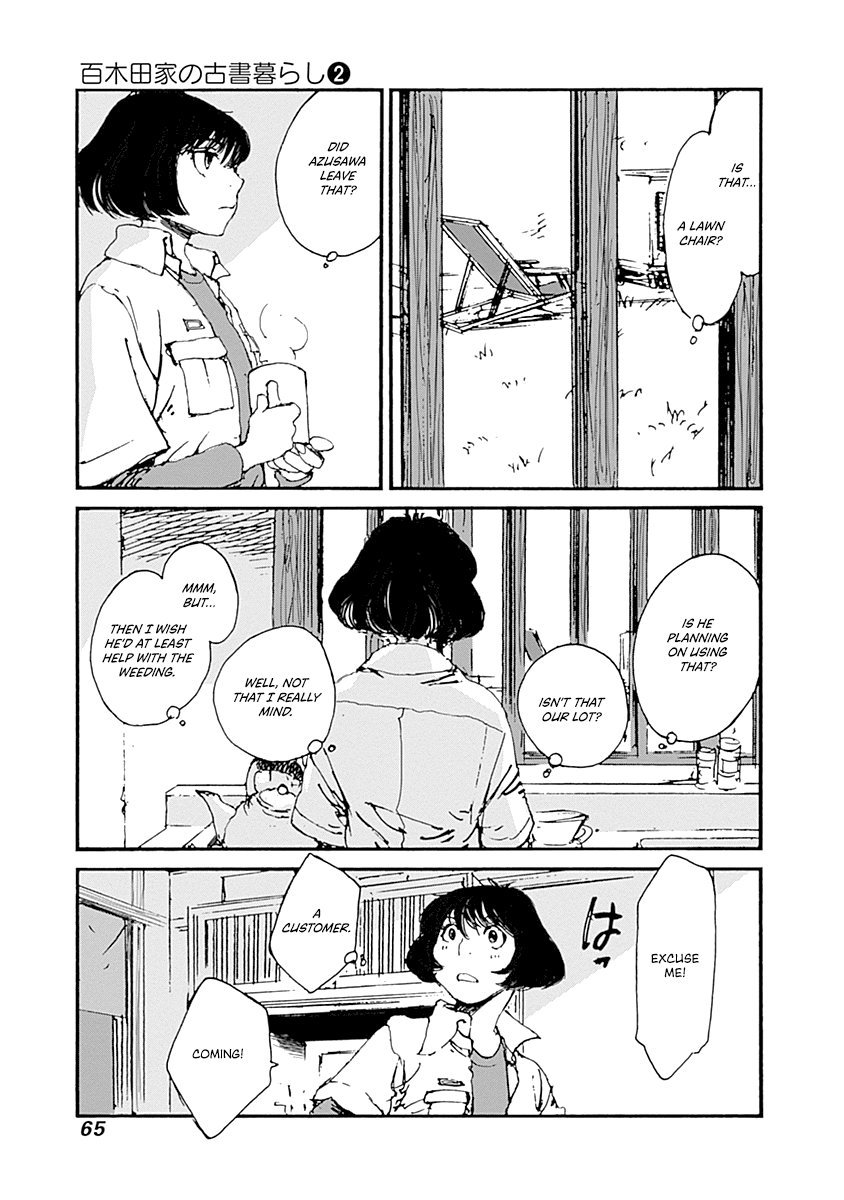 百木田家の古書暮らし❷
IS
THAT...
A LAWN
CHAIR?
DID
AZUSAWA
LEAVE
THAT?
IS HE
PLANNING
ON USING
THAT?
ISN'T THAT
OUR LOT?
WELL, NOT
THAT I REALLY
MIND.
MMM,
BUT...
THEN I WISH
HE'D AT LEAST
HELP WITH THE
WEEDING.
EXCUSE
ME!
はっ
A
CUSTOMER.
COMING!
65